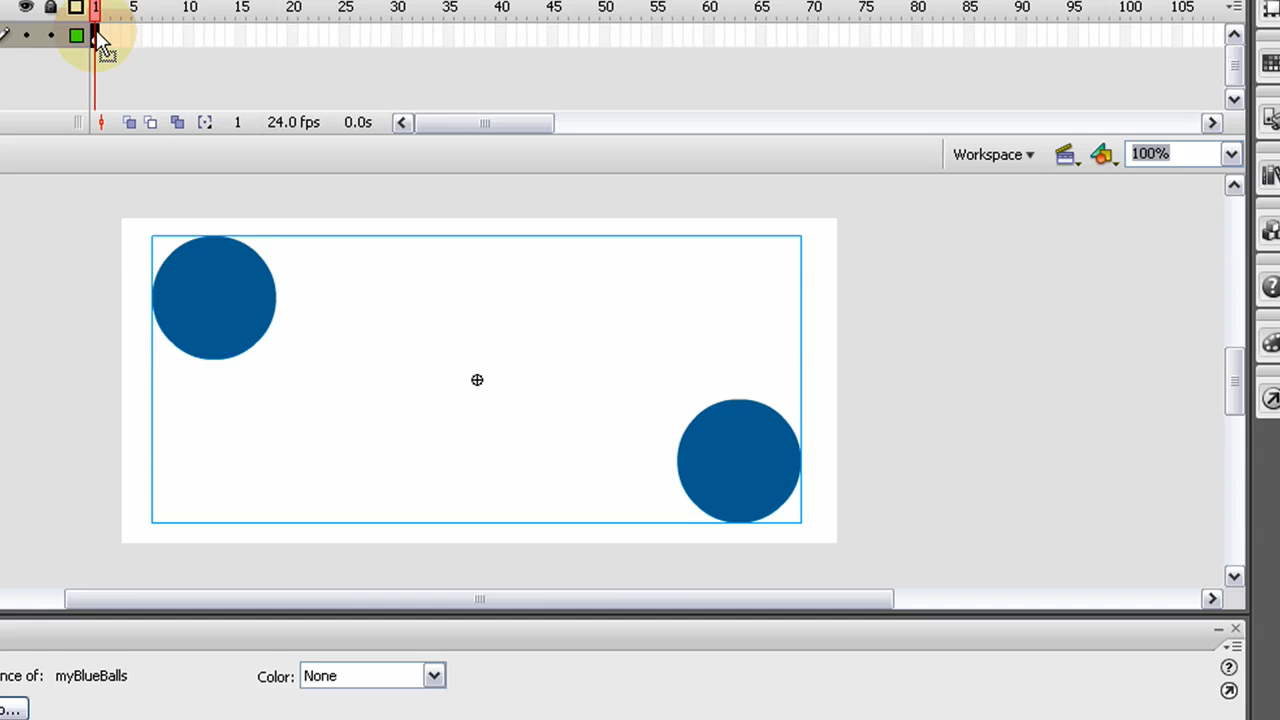 1 5 10 15 20 25 30 35 40 45 50 55 60 65 70 75 80 85 90 95 100 105
1 24.0 fps 0.0s
Workspace 100%
nce of: myBlueBalls Color: None
o...